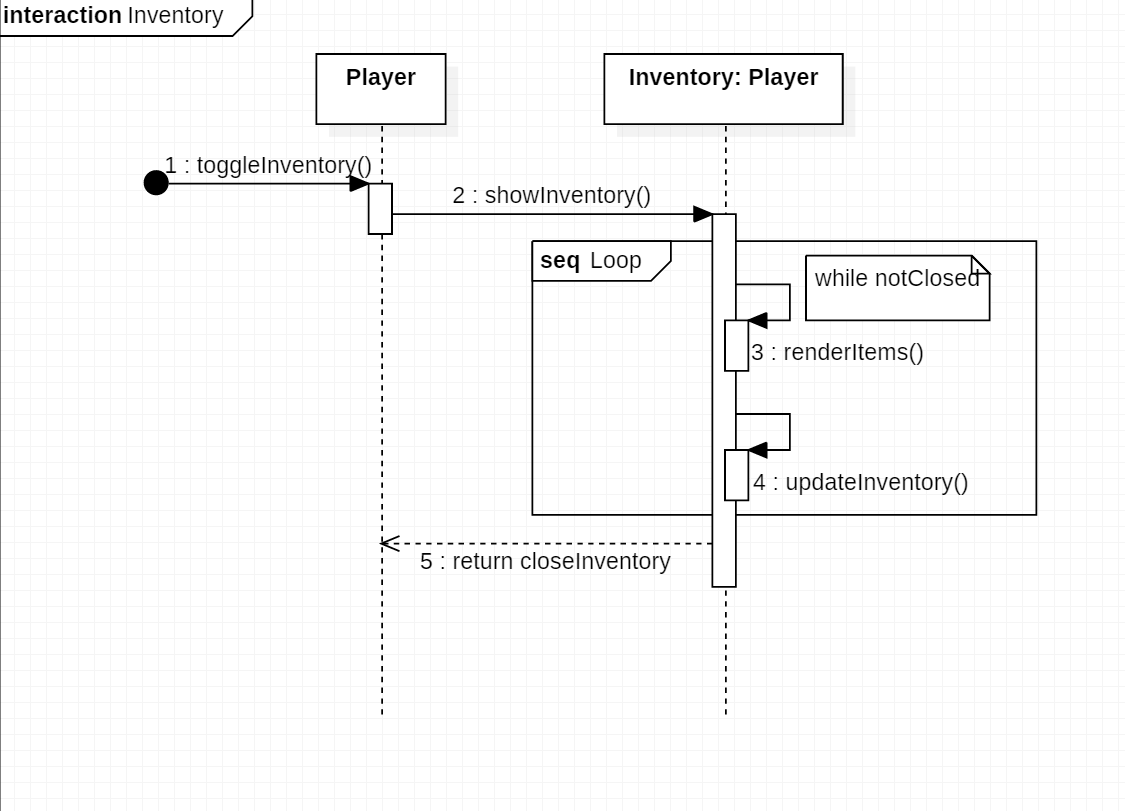 interaction Inventory
Player
Inventory: Player
1 : toggleInventory()
2 : showInventory()
seq Loop
while notClosed
3 : renderItems()
4 : updateInventory()
5 : return closeInventory